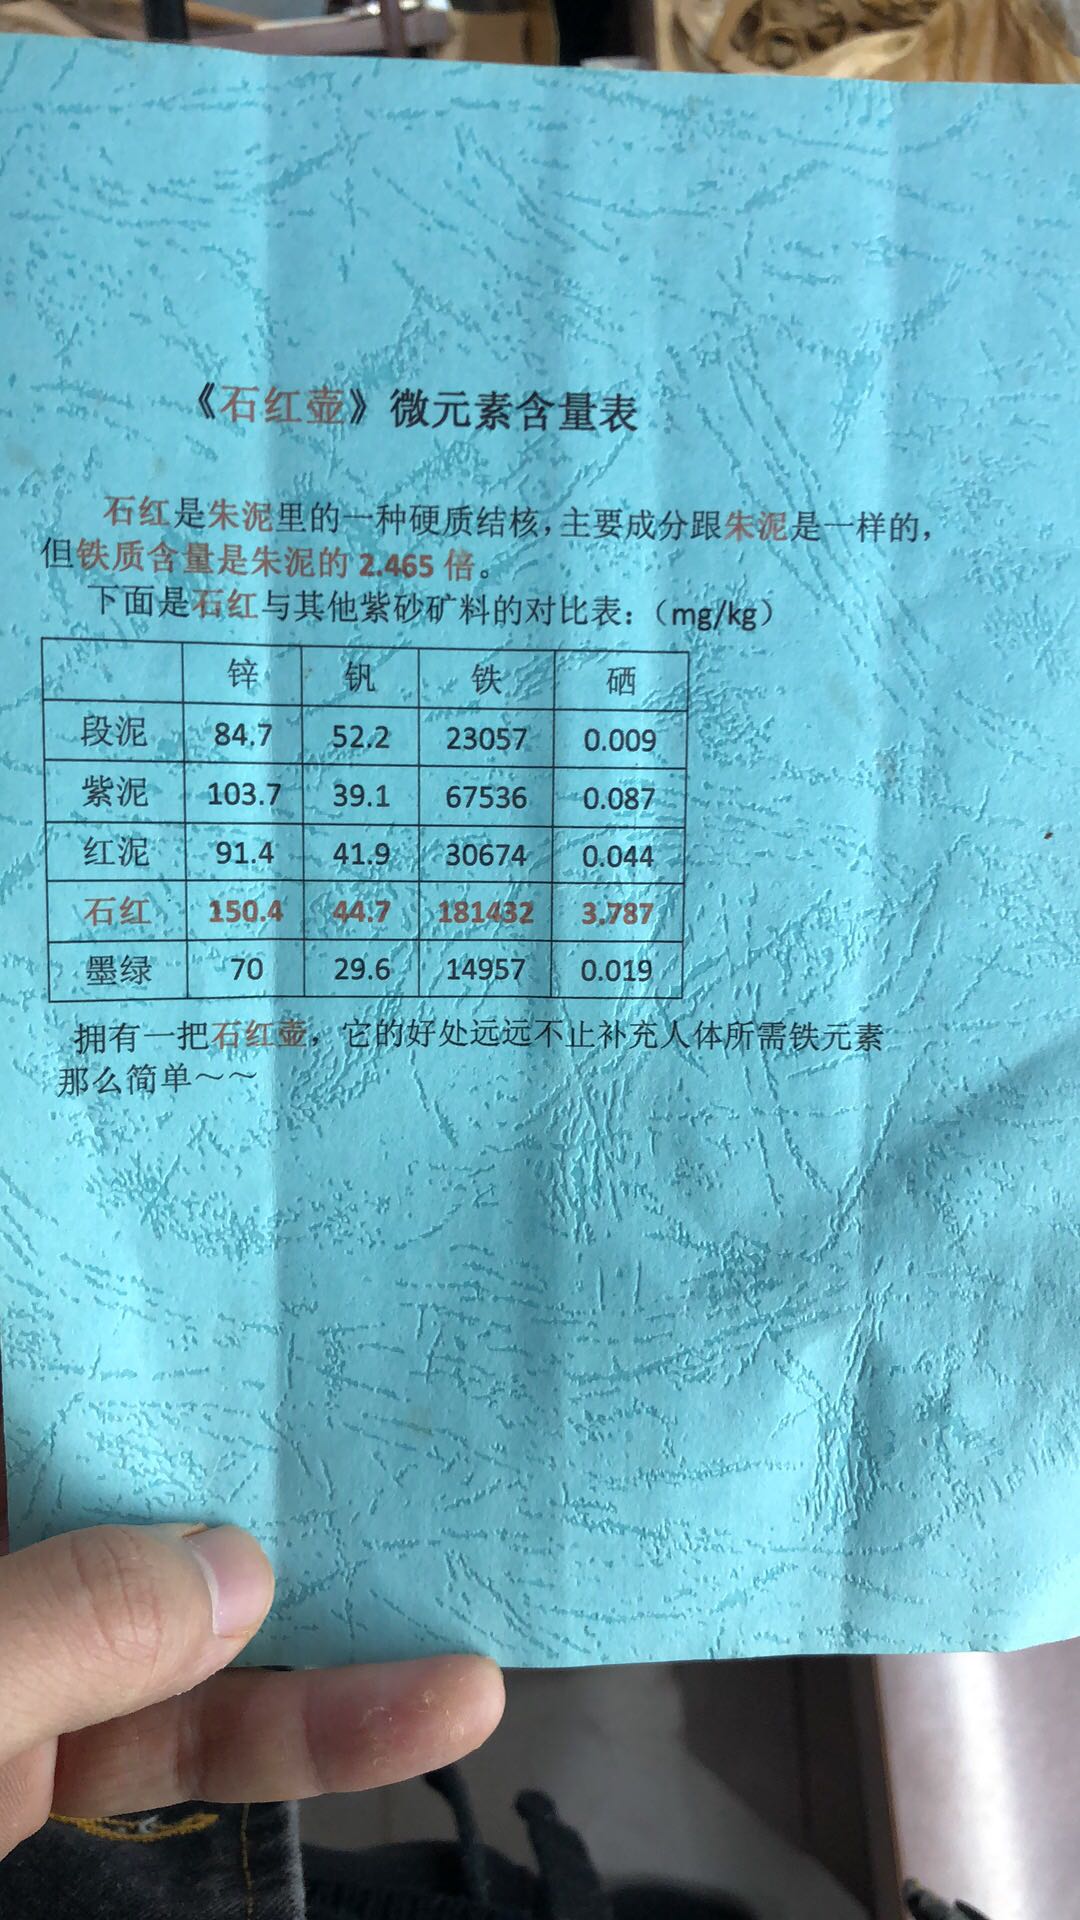 《石红壶》微元素含量表
石红是朱泥里的一种硬质结核，主要成分跟朱泥是一样的，
但铁质含量是朱泥的 2.465 倍。
下面是石红与其他紫砂矿料的对比表：（mg/kg）
锌 钒 铁 硒
段泥 84.7 52.2 23057 0.009
紫泥 103.7 39.1 67536 0.087
红泥 91.4 41.9 30674 0.044
石红 150.4 44.7 181432 3.787
墨绿 70 29.6 14957 0.019
拥有一把石红壶，它的好处远远不止补充人体所需铁元素
那么简单～～